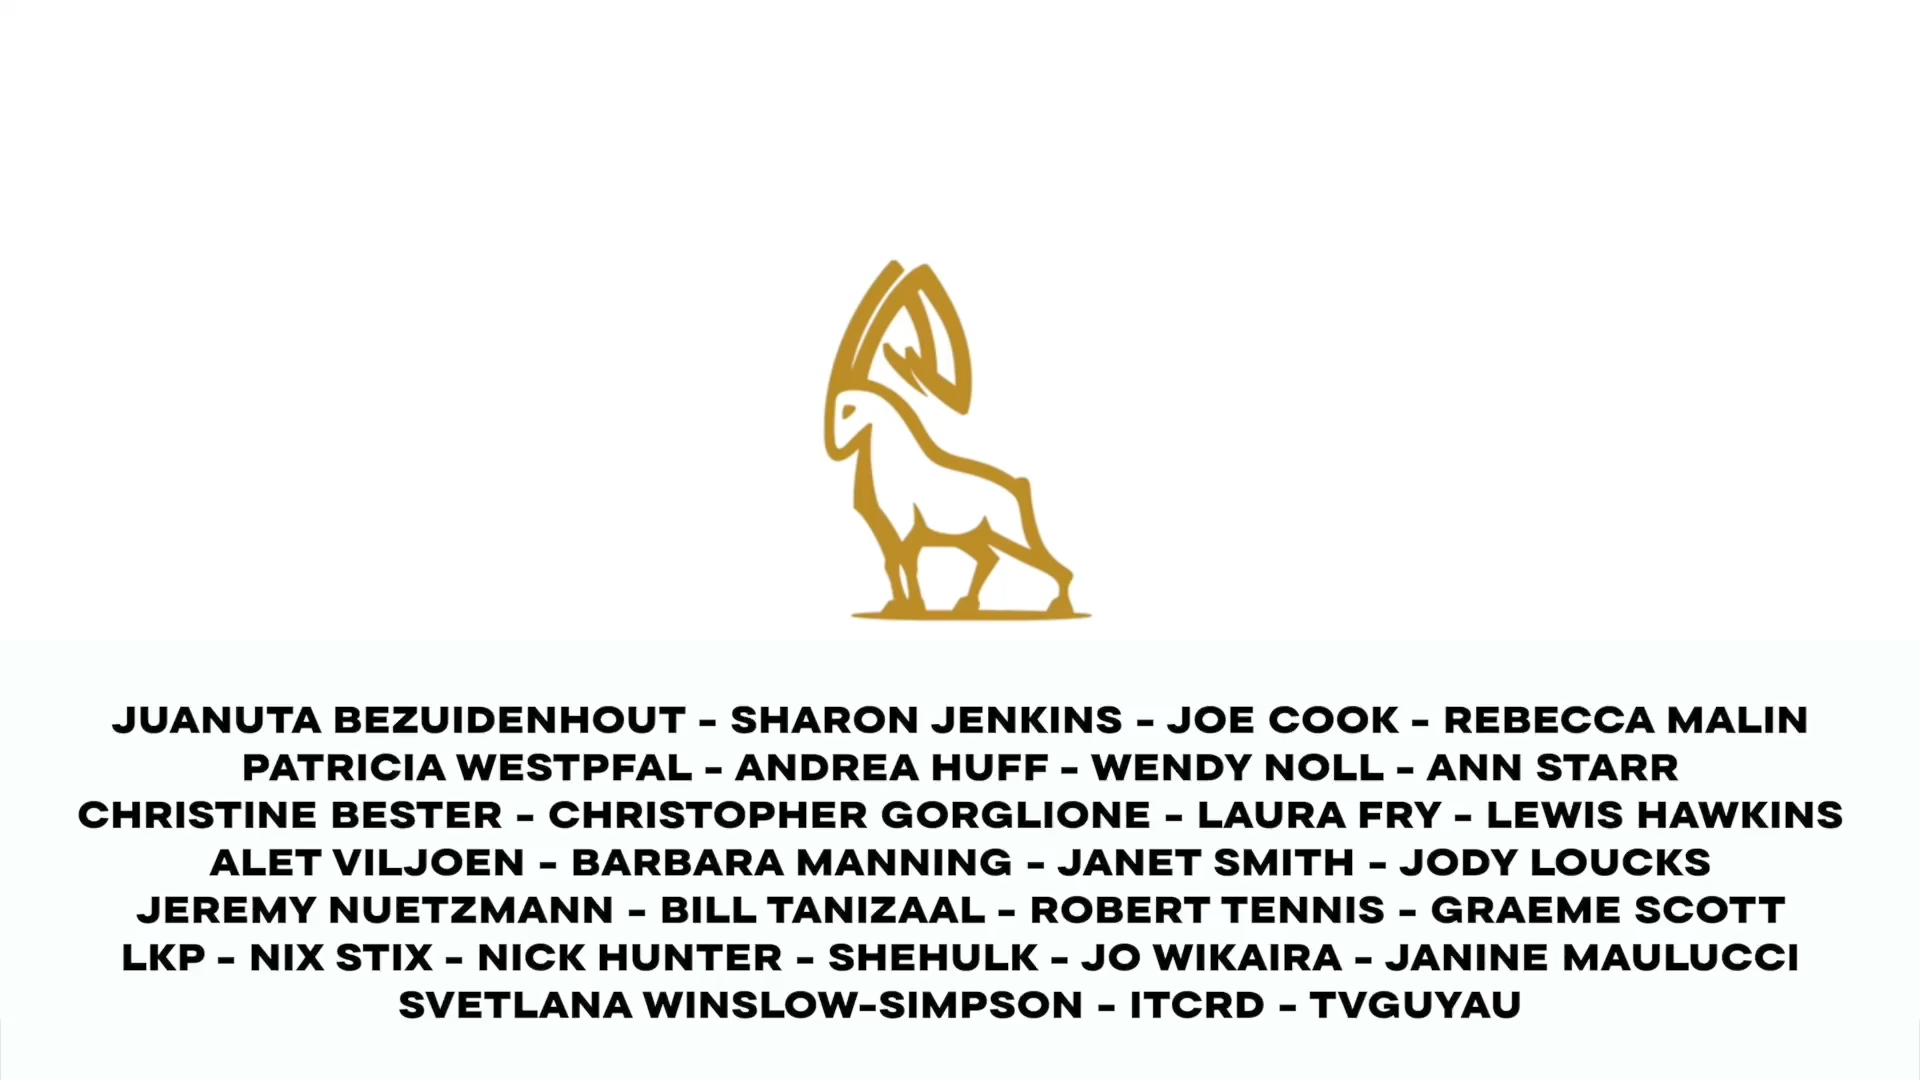 JUANUTA BEZUIDENHOUT - SHARON JENKINS - JOE COOK - REBECCA MALIN
PATRICIA WESTPFAL - ANDREA HUFF - WENDY NOLL - ANN STARR
CHRISTINE BESTER - CHRISTOPHER GORGLIONE - LAURA FRY - LEWIS HAWKINS
ALET VILJOEN - BARBARA MANNING - JANET SMITH - JODY LOUCKS
JEREMY NUETZMANN - BILL TANIZAAL - ROBERT TENNIS - GRAEME SCOTT
LKP - NIX STIX - NICK HUNTER - SHEHULK - JO WIKAIRA - JANINE MAULUCCI
SVETLANA WINSLOW-SIMPSON - ITCRD - TVGUYAU